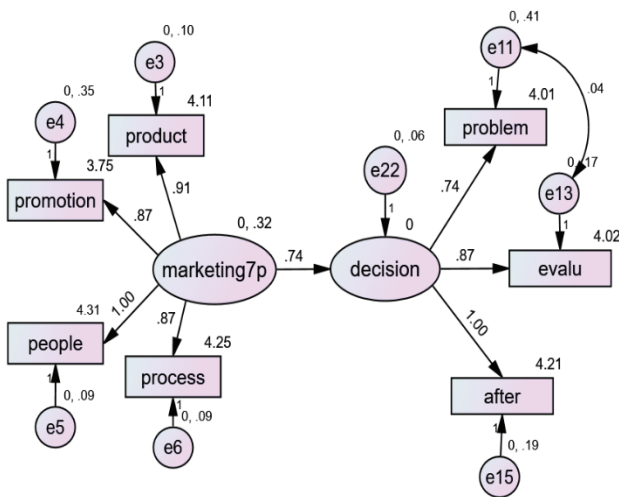 0, .10
e3
1
4.11
product
0, .35
e4
1
3.75
promotion
.91
.87
0, .32
marketing7p
1.00
.87
4.31
people
1
0, .09
e5
4.25
process
1
0, .09
e6
.74
0, .06
e22
1
0
decision
0, .41
e11
1
4.01
problem
.04
0, .17
e13
1
4.02
evalu
.74
.87
1.00
4.21
after
1
0, .19
e15